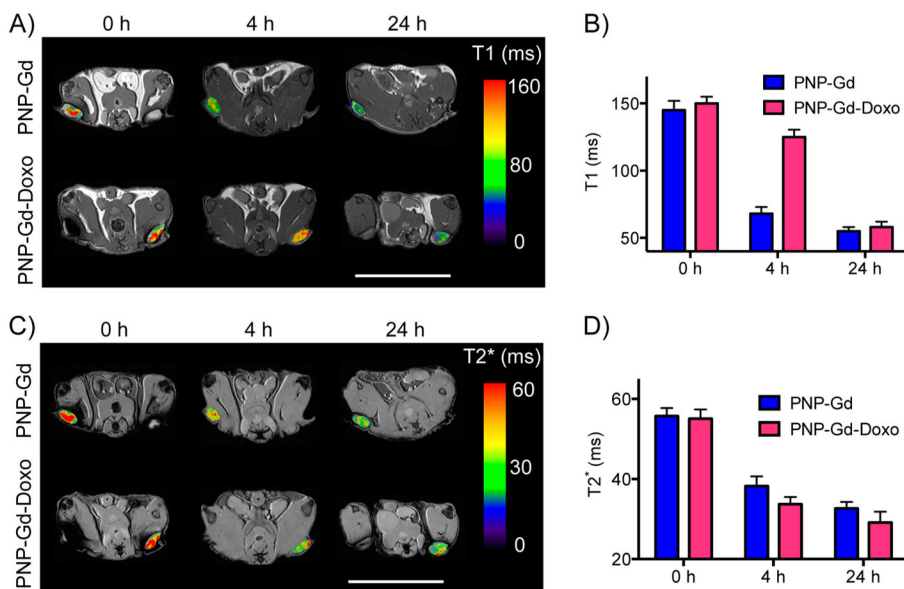 A)
0 h 4 h 24 h
PNP-Gd
PNP-Gd-Doxo
T1 (ms)
160
80
0
B)
T1 (ms)
150
100
50
PNP-Gd
PNP-Gd-Doxo
0 h 4 h 24 h
C)
0 h 4 h 24 h
PNP-Gd
PNP-Gd-Doxo
T2* (ms)
60
30
0
D)
T2* (ms)
60
40
20
PNP-Gd
PNP-Gd-Doxo
0 h 4 h 24 h